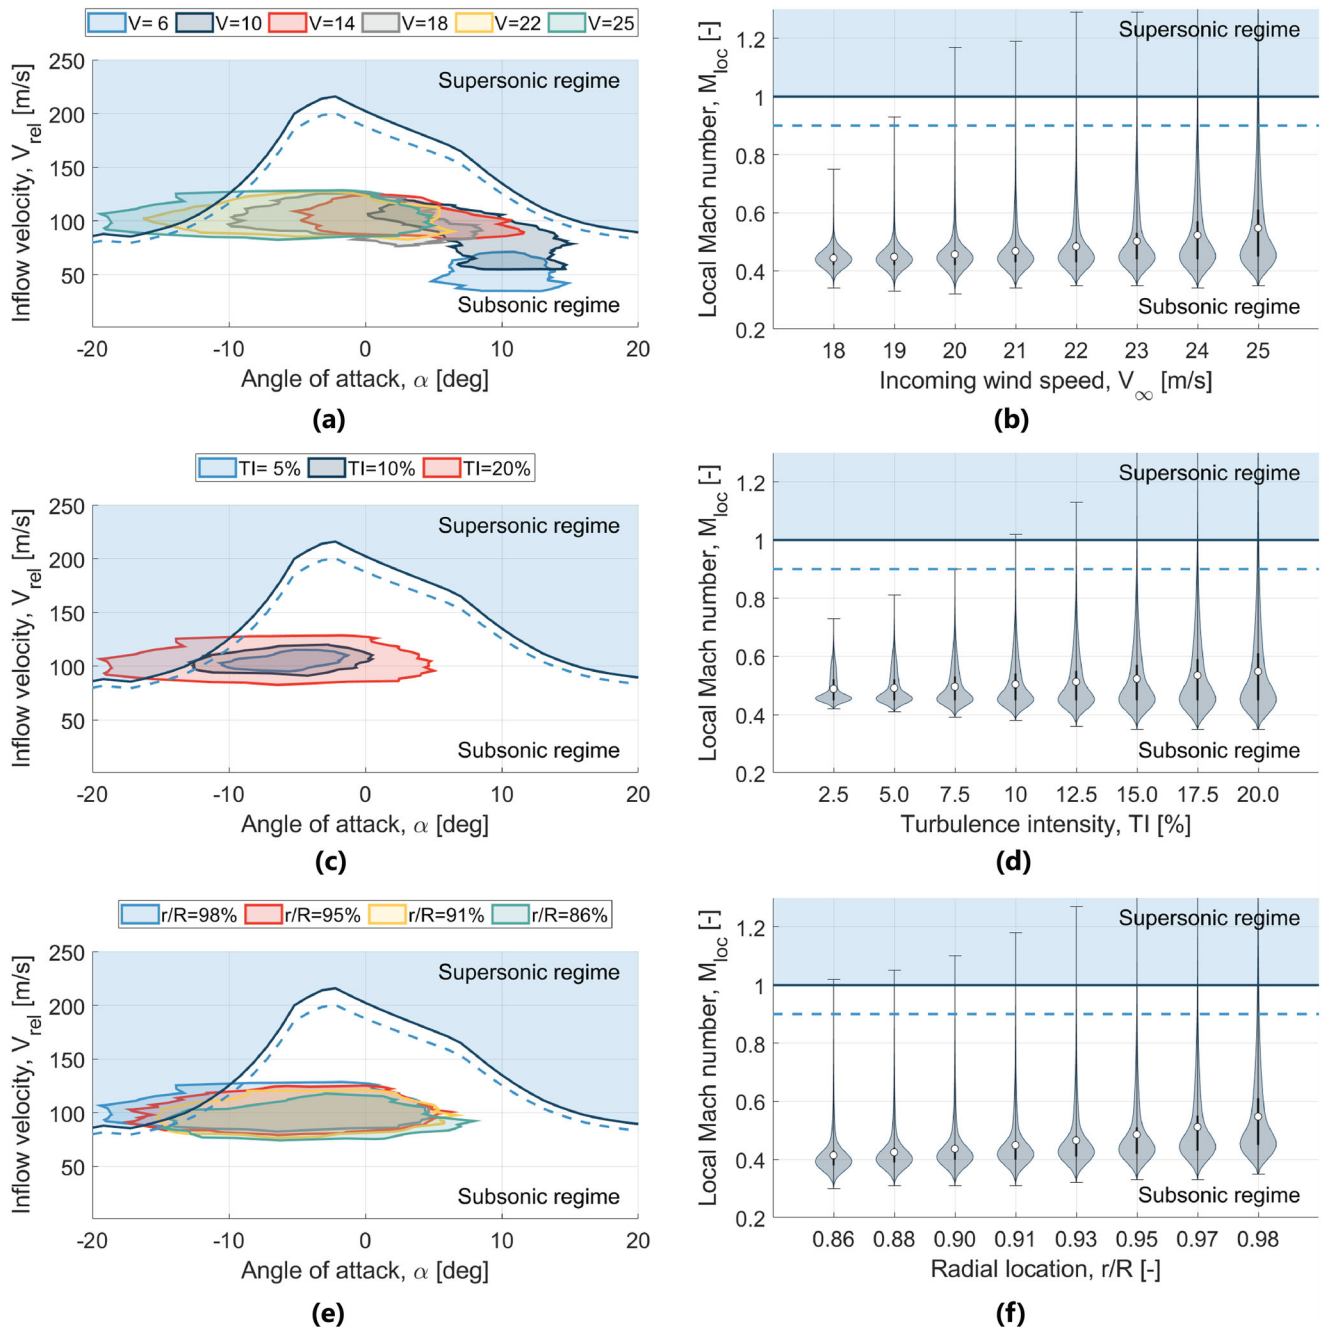 V= 6 V=10 V=14 V=18 V=22 V=25
250
200
150
100
50
Inflow velocity, V_rel [m/s]
Supersonic regime
Subsonic regime
-20 -10 0 10 20
Angle of attack, α [deg]
(a)
1.2
1
0.8
0.6
0.4
0.2
Local Mach number, M_loc [-]
Supersonic regime
Subsonic regime
18 19 20 21 22 23 24 25
Incoming wind speed, V_∞ [m/s]
(b)
TI= 5% TI=10% TI=20%
250
200
150
100
50
Inflow velocity, V_rel [m/s]
Supersonic regime
Subsonic regime
-20 -10 0 10 20
Angle of attack, α [deg]
(c)
1.2
1
0.8
0.6
0.4
0.2
Local Mach number, M_loc [-]
Supersonic regime
Subsonic regime
2.5 5.0 7.5 10 12.5 15.0 17.5 20.0
Turbulence intensity, TI [%]
(d)
r/R=98% r/R=95% r/R=91% r/R=86%
250
200
150
100
50
Inflow velocity, V_rel [m/s]
Supersonic regime
Subsonic regime
-20 -10 0 10 20
Angle of attack, α [deg]
(e)
1.2
1
0.8
0.6
0.4
0.2
Local Mach number, M_loc [-]
Supersonic regime
Subsonic regime
0.86 0.88 0.90 0.91 0.93 0.95 0.97 0.98
Radial location, r/R [-]
(f)